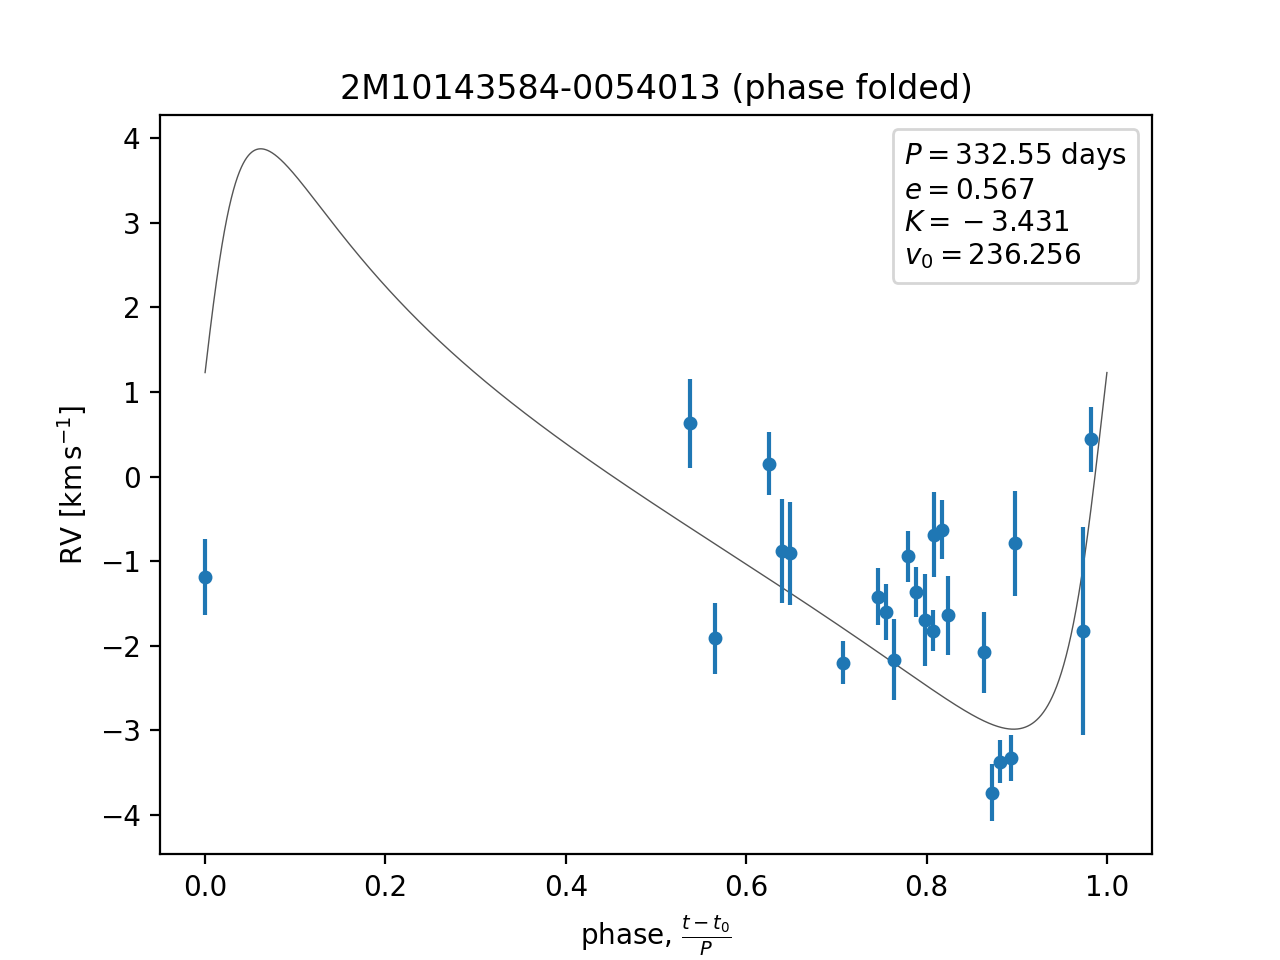 2M10143584-0054013 (phase folded)
P = 332.55 days
e = 0.567
K = − 3.431
v₀ = 236.256
4
3
2
1
0
−1
−2
−3
−4
RV [km s⁻¹]
0.0 0.2 0.4 0.6 0.8 1.0
phase, (t − t₀)/P